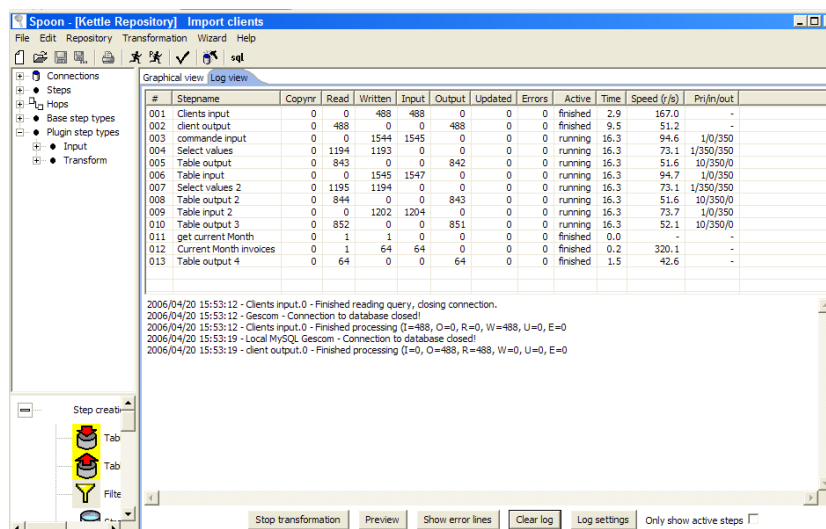 Spoon - [Kettle Repository] Import clients
File Edit Repository Transformation Wizard Help
sql
Connections
Steps
Hops
Base step types
Plugin step types
Input
Transform
Graphical view Log view
# Stepname Copynr Read Written Input Output Updated Errors Active Time Speed (r/s) Pri/in/out
001 Clients input 0 0 488 488 0 0 0 finished 2.9 167.0 -
002 client output 0 488 0 0 488 0 0 finished 9.5 51.2 -
003 commande input 0 0 1544 1545 0 0 0 running 16.3 94.6 1/0/350
004 Select values 0 1194 1193 0 0 0 0 running 16.3 73.1 1/350/350
005 Table output 0 843 0 0 842 0 0 running 16.3 51.6 10/350/0
006 Table input 0 0 1545 1547 0 0 0 running 16.3 94.7 1/0/350
007 Select values 2 0 1195 1194 0 0 0 0 running 16.3 73.1 1/350/350
008 Table output 2 0 844 0 0 843 0 0 running 16.3 51.6 10/350/0
009 Table input 2 0 0 1202 1204 0 0 0 running 16.3 73.7 1/0/350
010 Table output 3 0 852 0 0 851 0 0 running 16.3 52.1 10/350/0
011 get current Month 0 1 1 0 0 0 0 finished 0.0 - -
012 Current Month invoices 0 1 64 64 0 0 0 finished 0.2 320.1 -
013 Table output 4 0 64 0 0 64 0 0 finished 1.5 42.6 -
2006/04/20 15:53:12 - Clients input.0 - Finished reading query, closing connection.
2006/04/20 15:53:12 - Gescom - Connection to database closed!
2006/04/20 15:53:12 - Clients input.0 - Finished processing (I=488, O=0, R=0, W=488, U=0, E=0
2006/04/20 15:53:19 - Local MySQL Gescom - Connection to database closed!
2006/04/20 15:53:19 - client output.0 - Finished processing (I=0, O=488, R=488, W=0, U=0, E=0
Step creati
Tab
Tab
Filte
Stop transformation Preview Show error lines Clear log Log settings Only show active steps